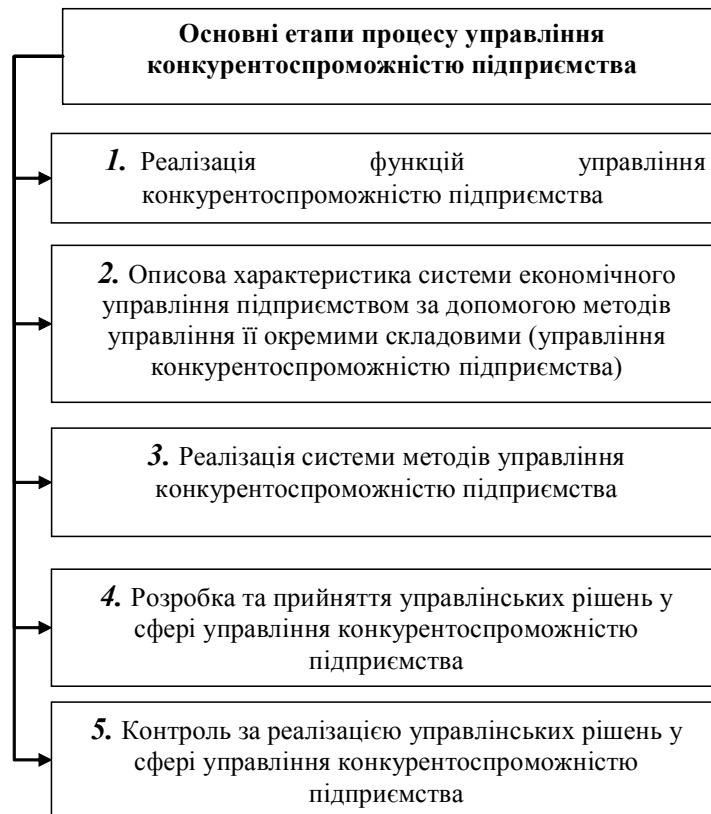 Основні етапи процесу управління
конкурентоспроможністю підприємства
1. Реалізація функцій управління
конкурентоспроможністю підприємства
2. Описова характеристика системи економічного
управління підприємством за допомогою методів
управління її окремими складовими (управління
конкурентоспроможністю підприємства)
3. Реалізація системи методів управління
конкурентоспроможністю підприємства
4. Розробка та прийняття управлінських рішень у
сфері управління конкурентоспроможністю
підприємства
5. Контроль за реалізацією управлінських рішень у
сфері управління конкурентоспроможністю
підприємства